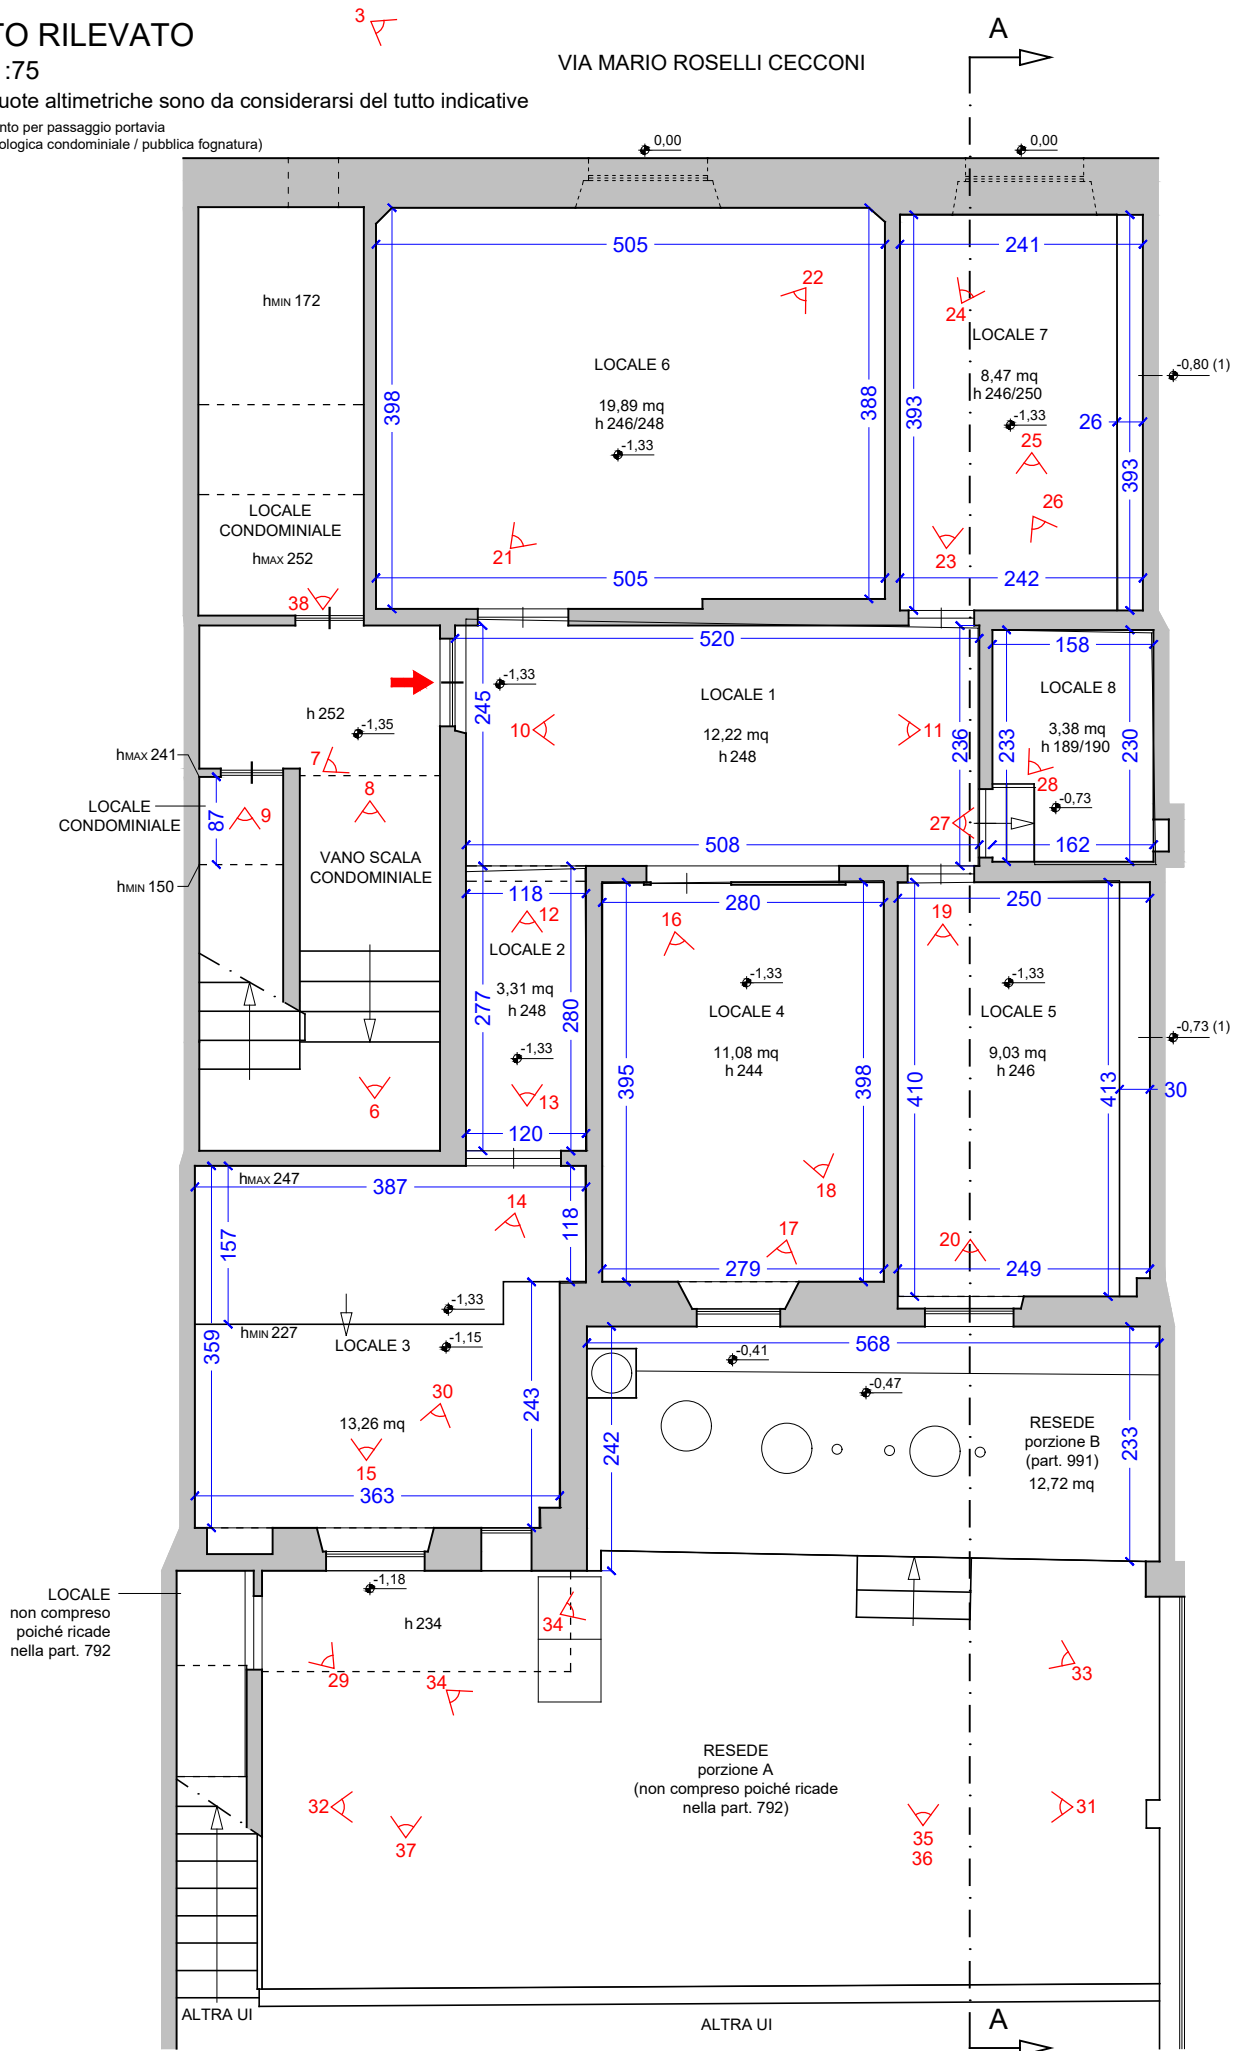 3
TO RILEVATO
A
:75
VIA MARIO ROSELLI CECCONI
uote altimetriche sono da considerarsi del tutto indicative
nto per passaggio portavia
ologica condominiale / pubblica fognatura)
0,00
0,00
505
241
hMIN 172
22
24
LOCALE 6
LOCALE 7
-0,80 (1)
19,89 mq
h 246/248
-1,33
8,47 mq
h 246/250
-1,33
398
388
393
26
25
393
LOCALE
CONDOMINIALE
hMAX 252
26
21
23
505
242
38
520
158
-1,33
LOCALE 1
LOCALE 8
h 252
-1,35
245
10
12,22 mq
h 248
11
236
233
3,38 mq
h 189/190
230
hMAX 241
7
8
28
-0,73
LOCALE
CONDOMINIALE
87
9
27
508
162
VANO SCALA
CONDOMINIALE
hMIN 150
118
280
250
12
16
19
LOCALE 2
3,31 mq
h 248
-1,33
-1,33
-1,33
LOCALE 4
LOCALE 5
277
280
-0,73 (1)
-1,33
11,08 mq
h 244
9,03 mq
h 246
395
398
410
413
30
6
13
120
hMAX 247
387
14
18
157
118
17
20
279
249
-1,33
hMIN 227
LOCALE 3
-1,15
359
568
-0,41
-0,47
243
30
13,26 mq
15
242
RESEDE
porzione B
(part. 991)
12,72 mq
233
363
LOCALE
non compreso
poiché ricade
nella part. 792
-1,18
h 234
34
29
34
33
RESEDE
porzione A
(non compreso poiché ricade
nella part. 792)
32
37
35
36
31
ALTRA UI
ALTRA UI
A